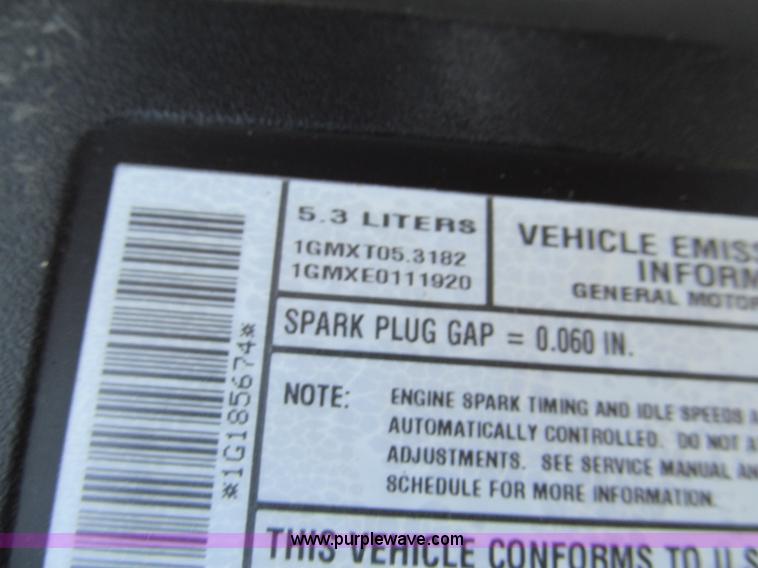 5.3 LITERS
1GMXT05.3182
1GMXE0111920
VEHICLE EMISS
INFORM
GENERAL MOTOR
SPARK PLUG GAP = 0.060 IN.
NOTE: ENGINE SPARK TIMING AND IDLE SPEEDS A
AUTOMATICALLY CONTROLLED. DO NOT A
ADJUSTMENTS. SEE SERVICE MANUAL AN
SCHEDULE FOR MORE INFORMATION.
*1G185674*
THIS VEHICLE CONFORMS TO U.S
www.purplewave.com